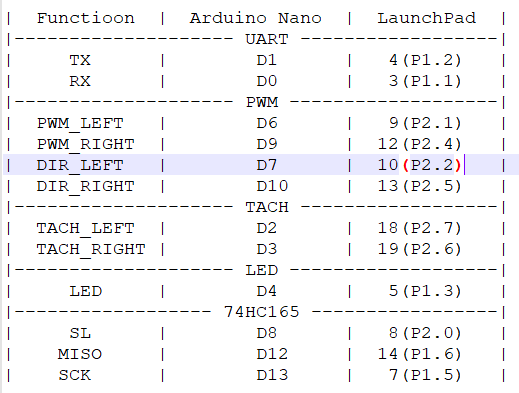 | Functioon | Arduino Nano | LaunchPad |
|-------------------- UART ------------------|
| TX | D1 | 4(P1.2) |
| RX | D0 | 3(P1.1) |
|-------------------- PWM -------------------|
| PWM_LEFT | D6 | 9(P2.1) |
| PWM_RIGHT | D9 | 12(P2.4) |
| DIR_LEFT | D7 | 10(P2.2) |
| DIR_RIGHT | D10 | 13(P2.5) |
|-------------------- TACH ------------------|
| TACH_LEFT | D2 | 18(P2.7) |
| TACH_RIGHT | D3 | 19(P2.6) |
|-------------------- LED -------------------|
| LED | D4 | 5(P1.3) |
|------------------ 74HC165 -----------------|
| SL | D8 | 8(P2.0) |
| MISO | D12 | 14(P1.6) |
| SCK | D13 | 7(P1.5) |